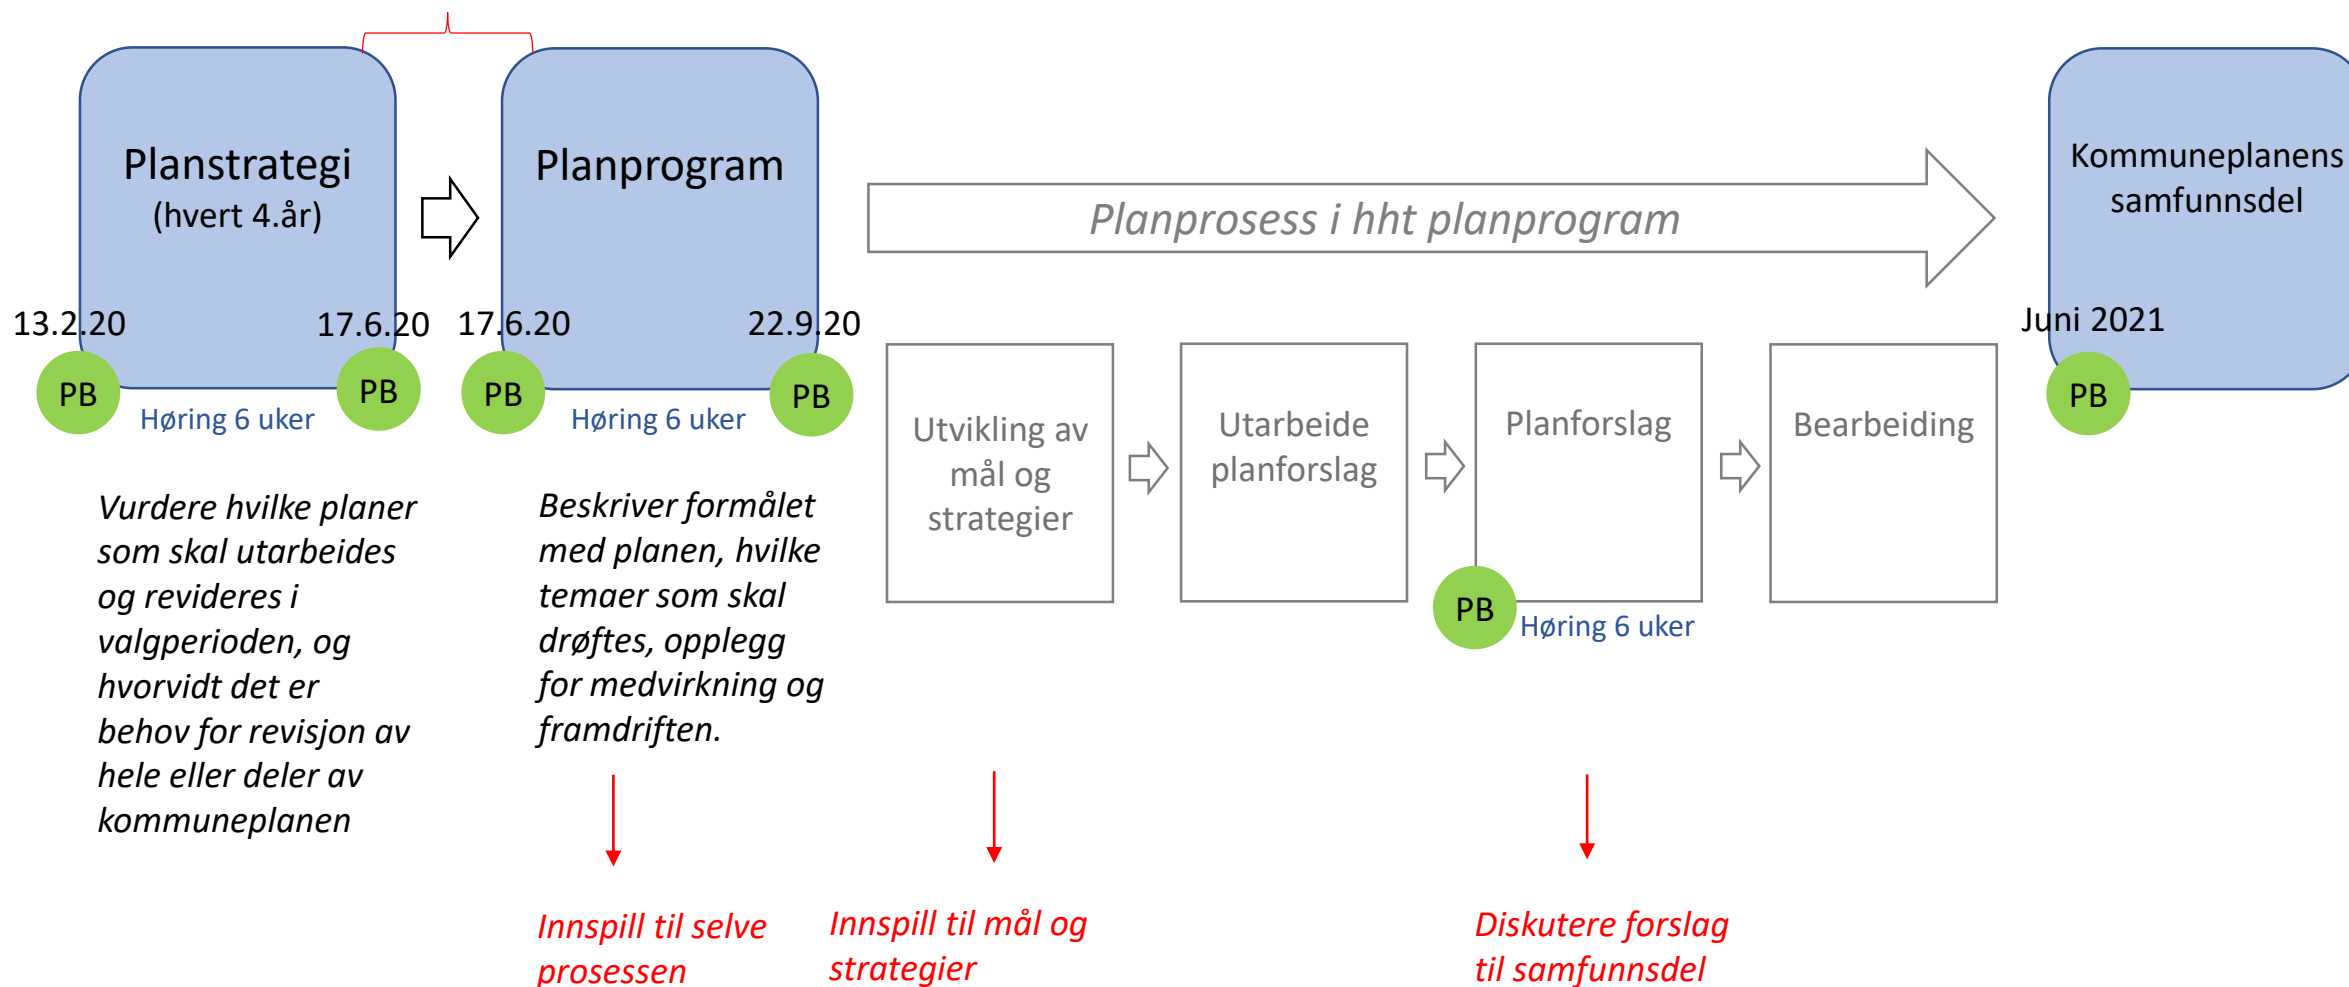 Planstrategi
(hvert 4.år)
13.2.20
17.6.20
PB
PB
Høring 6 uker
Vurdere hvilke planer
som skal utarbeides
og revideres i
valgperioden, og
hvorvidt det er
behov for revisjon av
hele eller deler av
kommuneplanen
Planprogram
17.6.20
22.9.20
PB
PB
Høring 6 uker
Beskriver formålet
med planen, hvilke
temaer som skal
drøftes, opplegg
for medvirkning og
framdriften.
Innspill til selve
prosessen
Planprosess i hht planprogram
Utvikling av
mål og
strategier
Innspill til mål og
strategier
Utarbeide
planforslag
Planforslag
PB
Høring 6 uker
Diskutere forslag
til samfunnsdel
Bearbeiding
Kommuneplanens
samfunnsdel
Juni 2021
PB